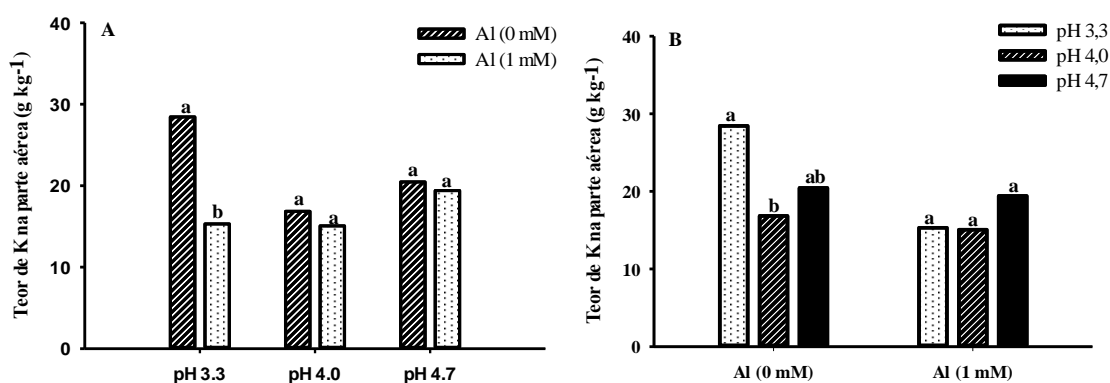 A
Al (0 mM)
Al (1 mM)
Teor de K na parte aérea (g kg-1)
40
30
20
10
0
a
b
a
a
a
a
pH 3.3
pH 4.0
pH 4.7
B
pH 3,3
pH 4,0
pH 4,7
Teor de K na parte aérea (g kg-1)
40
30
20
10
0
a
b
ab
a
a
a
Al (0 mM)
Al (1 mM)